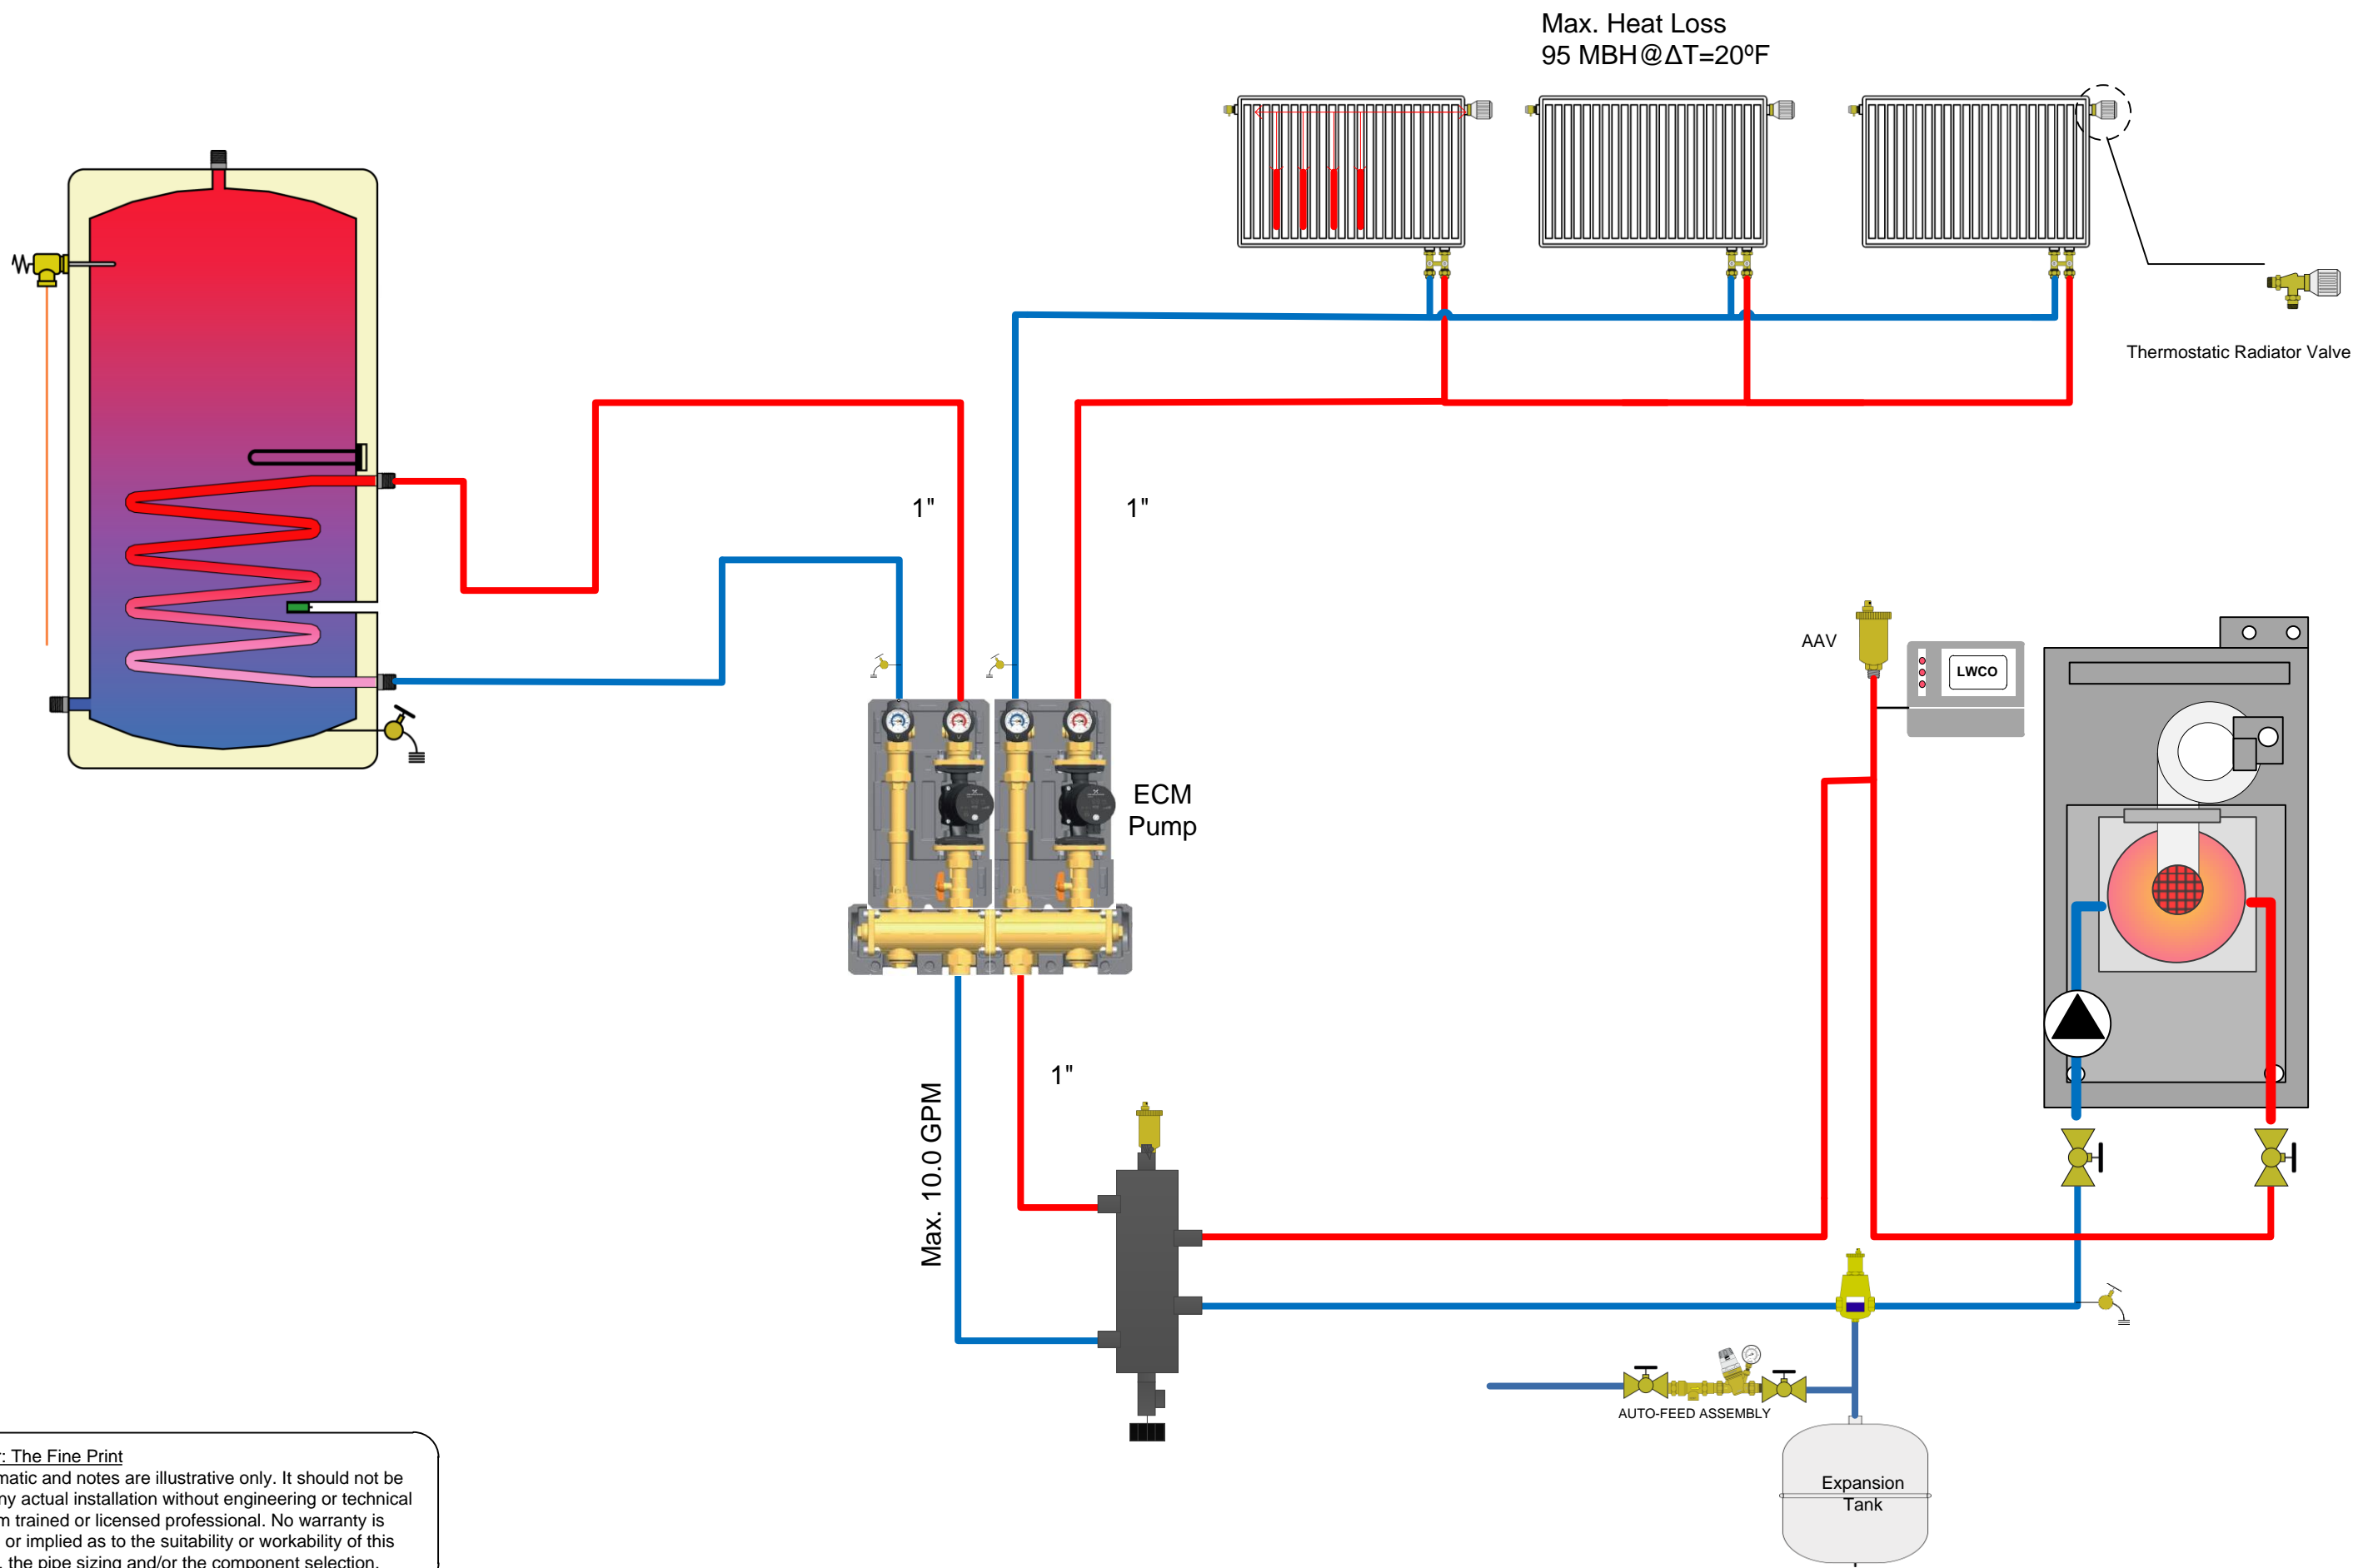 Max. Heat Loss
95 MBH@ΔT=20ºF
Thermostatic Radiator Valve
1"
1"
AAV
LWCO
ECM
Pump
1"
Max. 10.0 GPM
AUTO-FEED ASSEMBLY
Expansion
Tank
: The Fine Print
matic and notes are illustrative only. It should not be
ny actual installation without engineering or technical
m trained or licensed professional. No warranty is
or implied as to the suitability or workability of this
, the pipe sizing and/or the component selection.